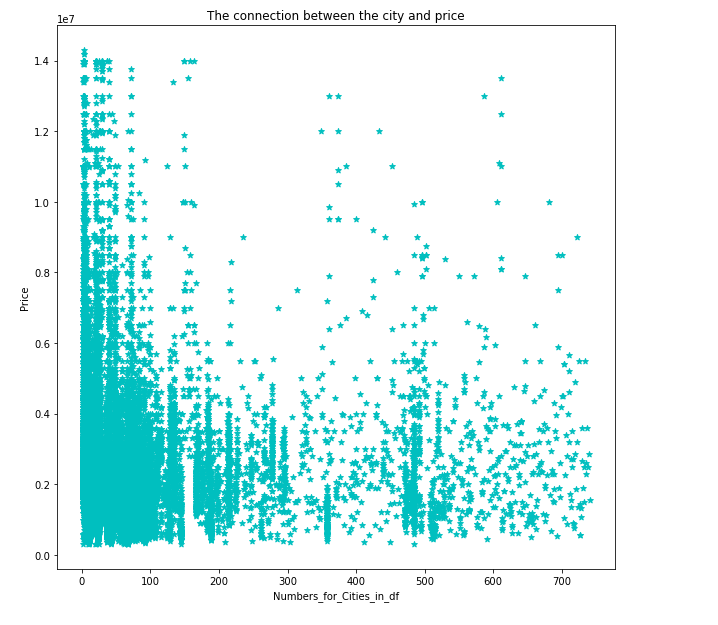 The connection between the city and price
1e7
1.4
1.2
1.0
0.8
0.6
0.4
0.2
0.0
Price
0 100 200 300 400 500 600 700
Numbers_for_Cities_in_df